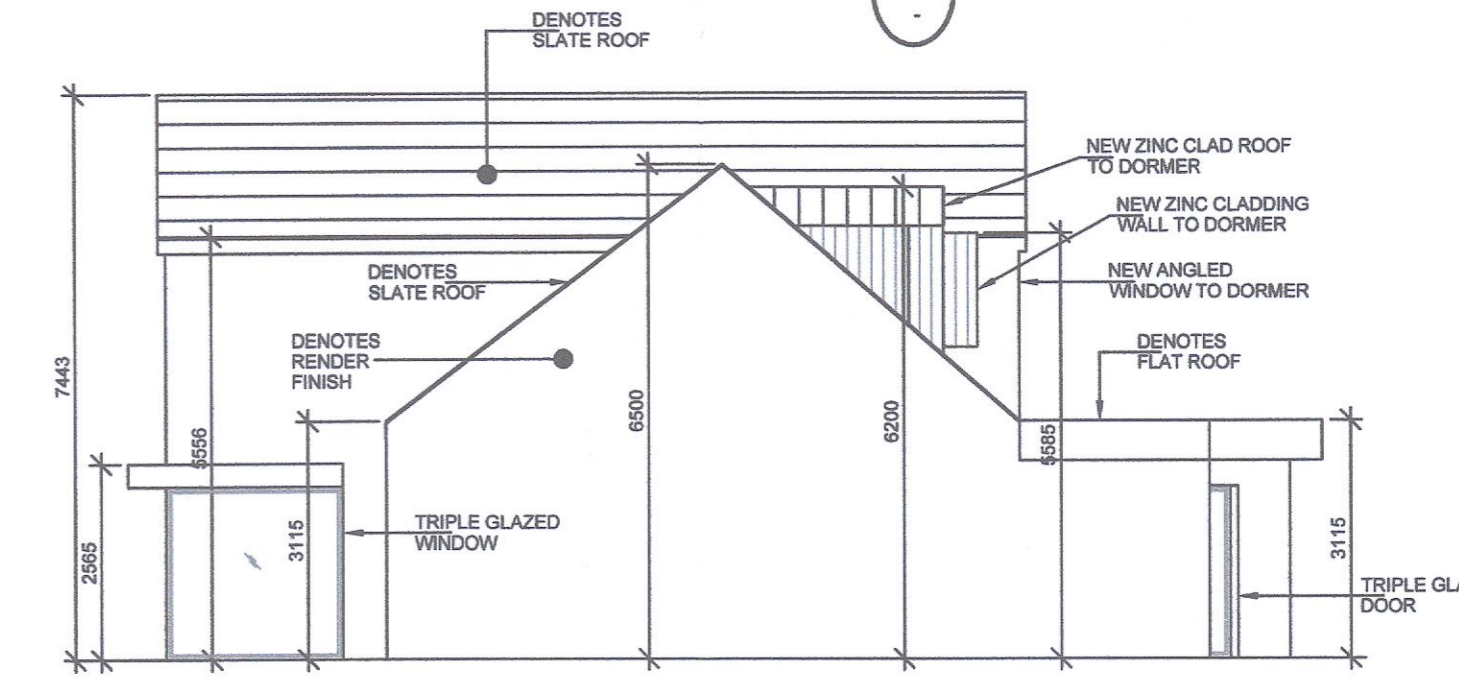 DENOTES
SLATE ROOF
NEW ZINC CLAD ROOF
TO DORMER
NEW ZINC CLADDING
WALL TO DORMER
DENOTES
SLATE ROOF
NEW ANGLED
WINDOW TO DORMER
DENOTES
RENDER
FINISH
DENOTES
FLAT ROOF
7443
5556
6500
6200
5585
2565
3115
TRIPLE GLAZED
WINDOW
3115
TRIPLE GLA
DOOR